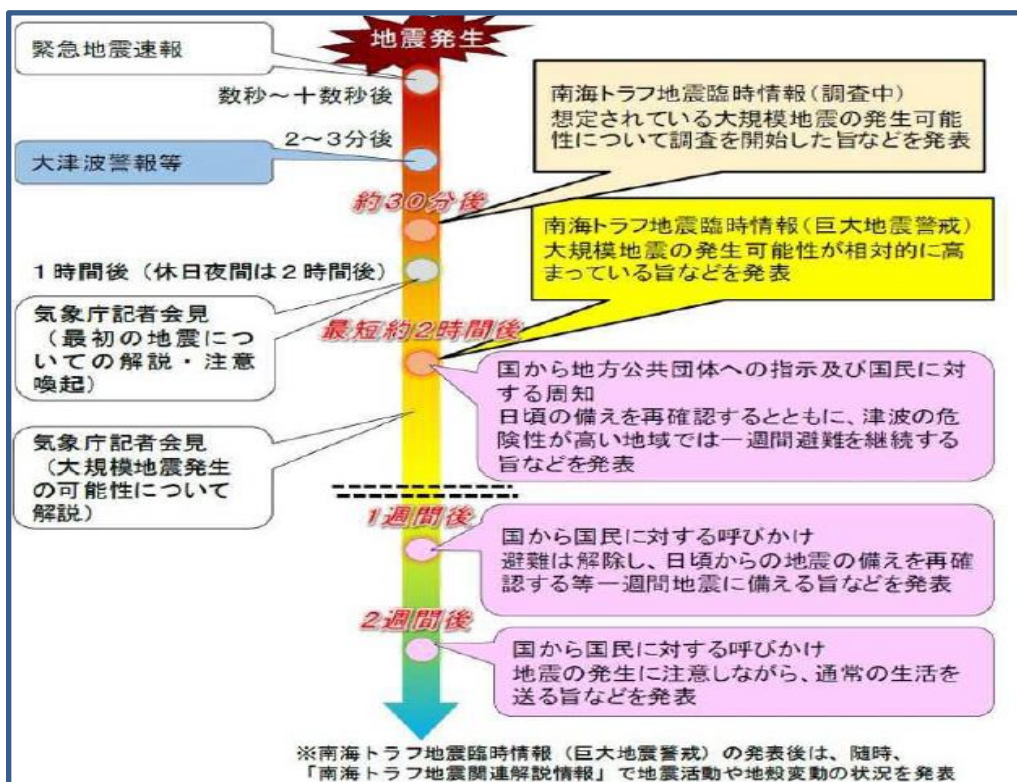 地震発生
緊急地震速報
数秒～十数秒後
2～3分後
大津波警報等
約30分後
南海トラフ地震臨時情報(調査中)
想定されている大規模地震の発生可能
性について調査を開始した旨などを発表
南海トラフ地震臨時情報(巨大地震警戒)
大規模地震の発生可能性が相対的に高
まっている旨などを発表
1時間後(休日夜間は2時間後)
気象庁記者会見
(最初の地震につ
いての解説・注意
喚起)
最短約2時間後
国から地方公共団体への指示及び国民に対
する周知
日頃の備えを再確認するとともに、津波の危
険性が高い地域では一週間避難を継続する
旨などを発表
気象庁記者会見
(大規模地震発生
の可能性について
解説)
1週間後
国から国民に対する呼びかけ
避難は解除し、日頃からの地震の備えを再確
認する等一週間地震に備える旨などを発表
2週間後
国から国民に対する呼びかけ
地震の発生に注意しながら、通常の生活を
送る旨などを発表
※南海トラフ地震臨時情報(巨大地震警戒)の発表後は、随時、
「南海トラフ地震関連解説情報」で地震活動や地殻変動の状況を発表